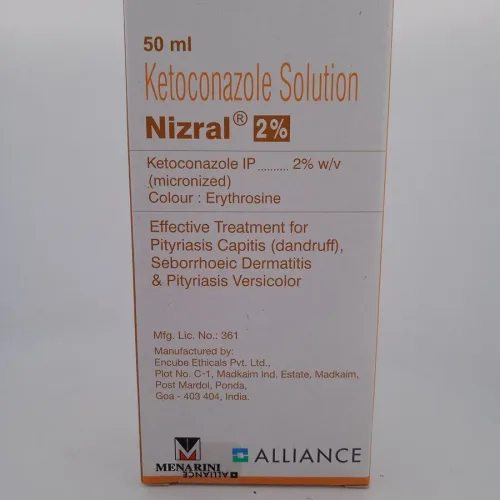 50 ml
Ketoconazole Solution
Nizral® 2%
Ketoconazole IP .......... 2% w/v
(micronized)
Colour : Erythrosine
Effective Treatment for
Pityriasis Capitis (dandruff),
Seborrhoeic Dermatitis
& Pityriasis Versicolor
Mfg. Lic. No.: 361
Manufactured by:
Encube Ethicals Pvt. Ltd.,
Plot No. C-1, Madkaim Ind. Estate, Madkaim,
Post Mardol, Ponda,
Goa - 403 404, India.
MENARINI
ALLIANCE
ALLIANCE